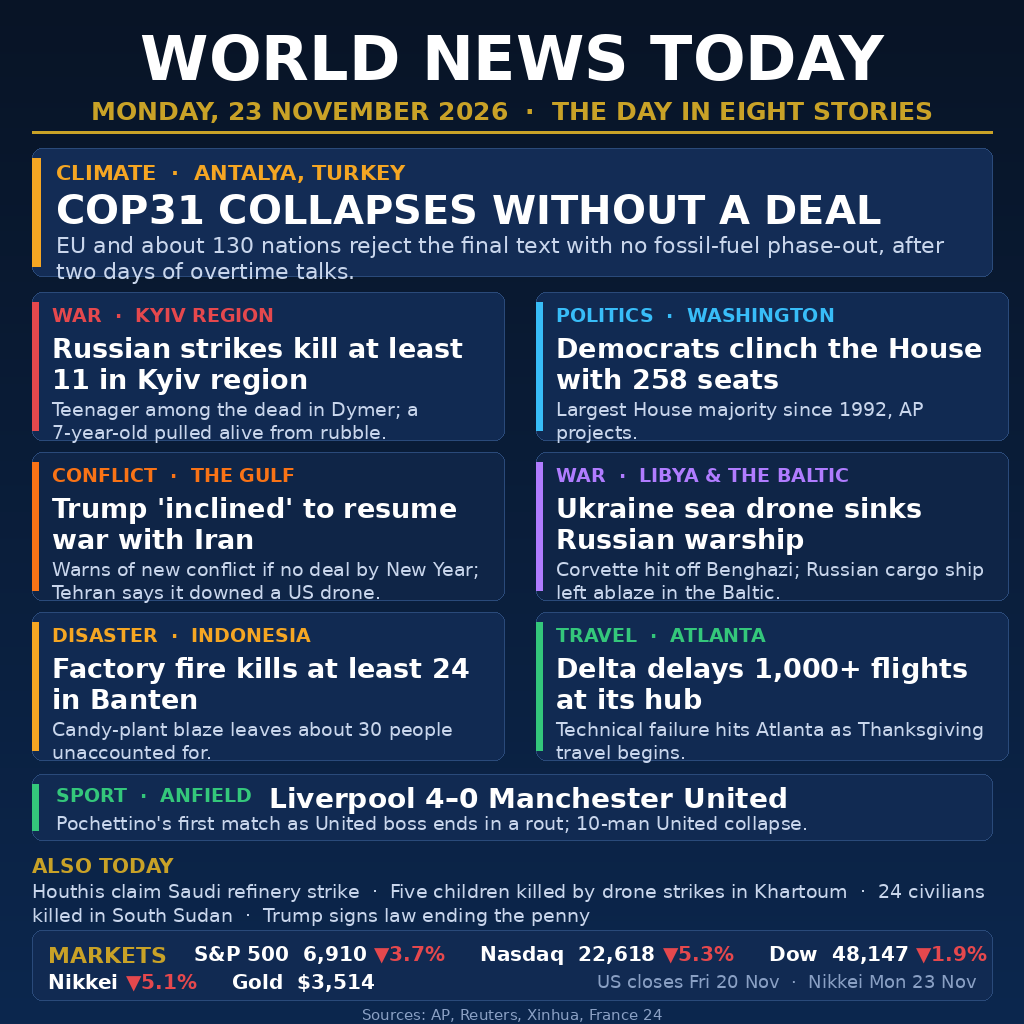 WORLD NEWS TODAY
MONDAY, 23 NOVEMBER 2026 · THE DAY IN EIGHT STORIES
CLIMATE · ANTALYA, TURKEY
COP31 COLLAPSES WITHOUT A DEAL
EU and about 130 nations reject the final text with no fossil-fuel phase-out, after
two days of overtime talks.
WAR · KYIV REGION
Russian strikes kill at least
11 in Kyiv region
Teenager among the dead in Dymer; a
7-year-old pulled alive from rubble.
POLITICS · WASHINGTON
Democrats clinch the House
with 258 seats
Largest House majority since 1992, AP
projects.
CONFLICT · THE GULF
Trump 'inclined' to resume
war with Iran
Warns of new conflict if no deal by New Year;
Tehran says it downed a US drone.
WAR · LIBYA & THE BALTIC
Ukraine sea drone sinks
Russian warship
Corvette hit off Benghazi; Russian cargo ship
left ablaze in the Baltic.
DISASTER · INDONESIA
Factory fire kills at least 24
in Banten
Candy-plant blaze leaves about 30 people
unaccounted for.
TRAVEL · ATLANTA
Delta delays 1,000+ flights
at its hub
Technical failure hits Atlanta as Thanksgiving
travel begins.
SPORT · ANFIELD Liverpool 4–0 Manchester United
Pochettino's first match as United boss ends in a rout; 10-man United collapse.
ALSO TODAY
Houthis claim Saudi refinery strike · Five children killed by drone strikes in Khartoum · 24 civilians
killed in South Sudan · Trump signs law ending the penny
MARKETS S&P 500 6,910 ▼3.7% Nasdaq 22,618 ▼5.3% Dow 48,147 ▼1.9%
Nikkei ▼5.1% Gold $3,514 US closes Fri 20 Nov · Nikkei Mon 23 Nov
Sources: AP, Reuters, Xinhua, France 24